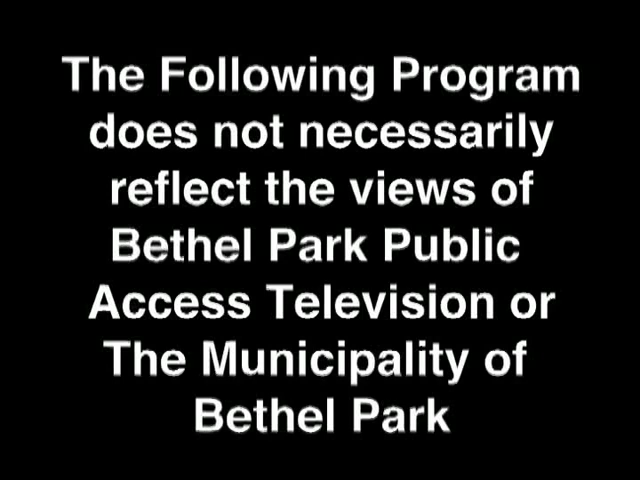 The Following Program
does not necessarily
reflect the views of
Bethel Park Public
Access Television or
The Municipality of
Bethel Park